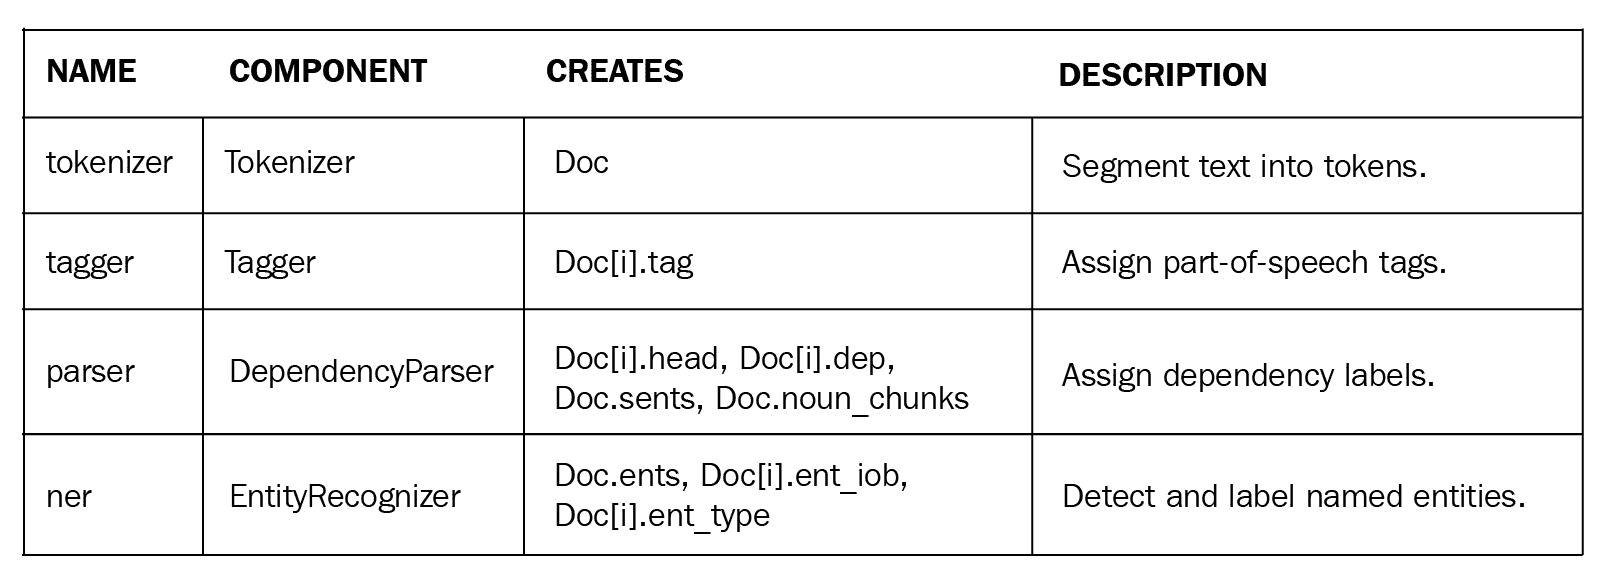 NAME COMPONENT CREATES DESCRIPTION
tokenizer Tokenizer Doc Segment text into tokens.
tagger Tagger Doc[i].tag Assign part-of-speech tags.
parser DependencyParser Doc[i].head, Doc[i].dep,
Doc.sents, Doc.noun_chunks Assign dependency labels.
ner EntityRecognizer Doc.ents, Doc[i].ent_iob,
Doc[i].ent_type Detect and label named entities.